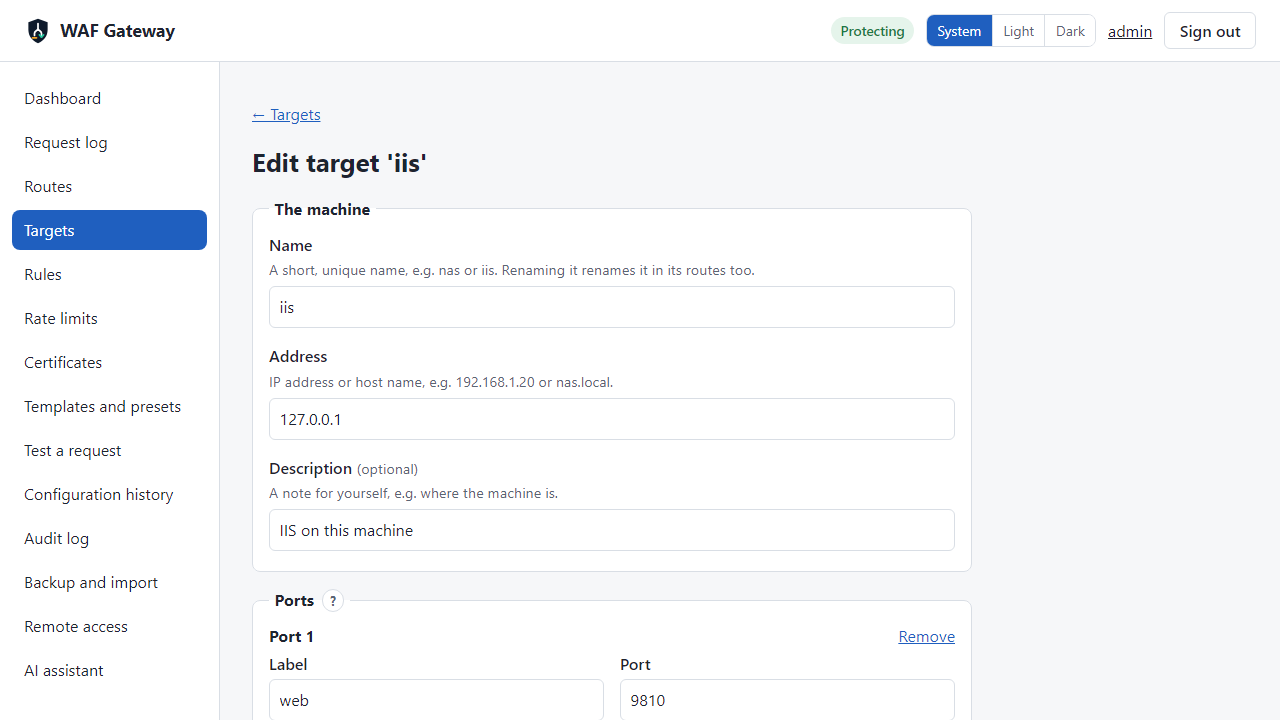 WAF Gateway
Protecting
System Light Dark
admin
Sign out
Dashboard
Request log
Routes
Targets
Rules
Rate limits
Certificates
Templates and presets
Test a request
Configuration history
Audit log
Backup and import
Remote access
AI assistant
← Targets
Edit target 'iis'
The machine
Name
A short, unique name, e.g. nas or iis. Renaming it renames it in its routes too.
iis
Address
IP address or host name, e.g. 192.168.1.20 or nas.local.
127.0.0.1
Description (optional)
A note for yourself, e.g. where the machine is.
IIS on this machine
Ports ?
Port 1 Remove
Label Port
web 9810